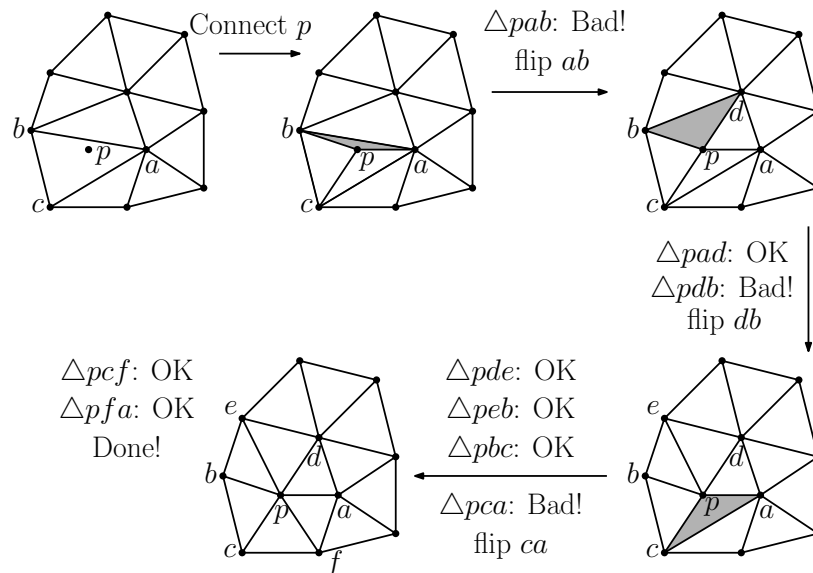 Connect p
△pab: Bad!
flip ab
b
p
a
c
b
p
a
c
d
b
p
a
c
△pad: OK
△pdb: Bad!
flip db
e
d
b
p
a
c
△pde: OK
△peb: OK
△pbc: OK
△pca: Bad!
flip ca
e
d
b
p
a
c
f
△pcf: OK
△pfa: OK
Done!